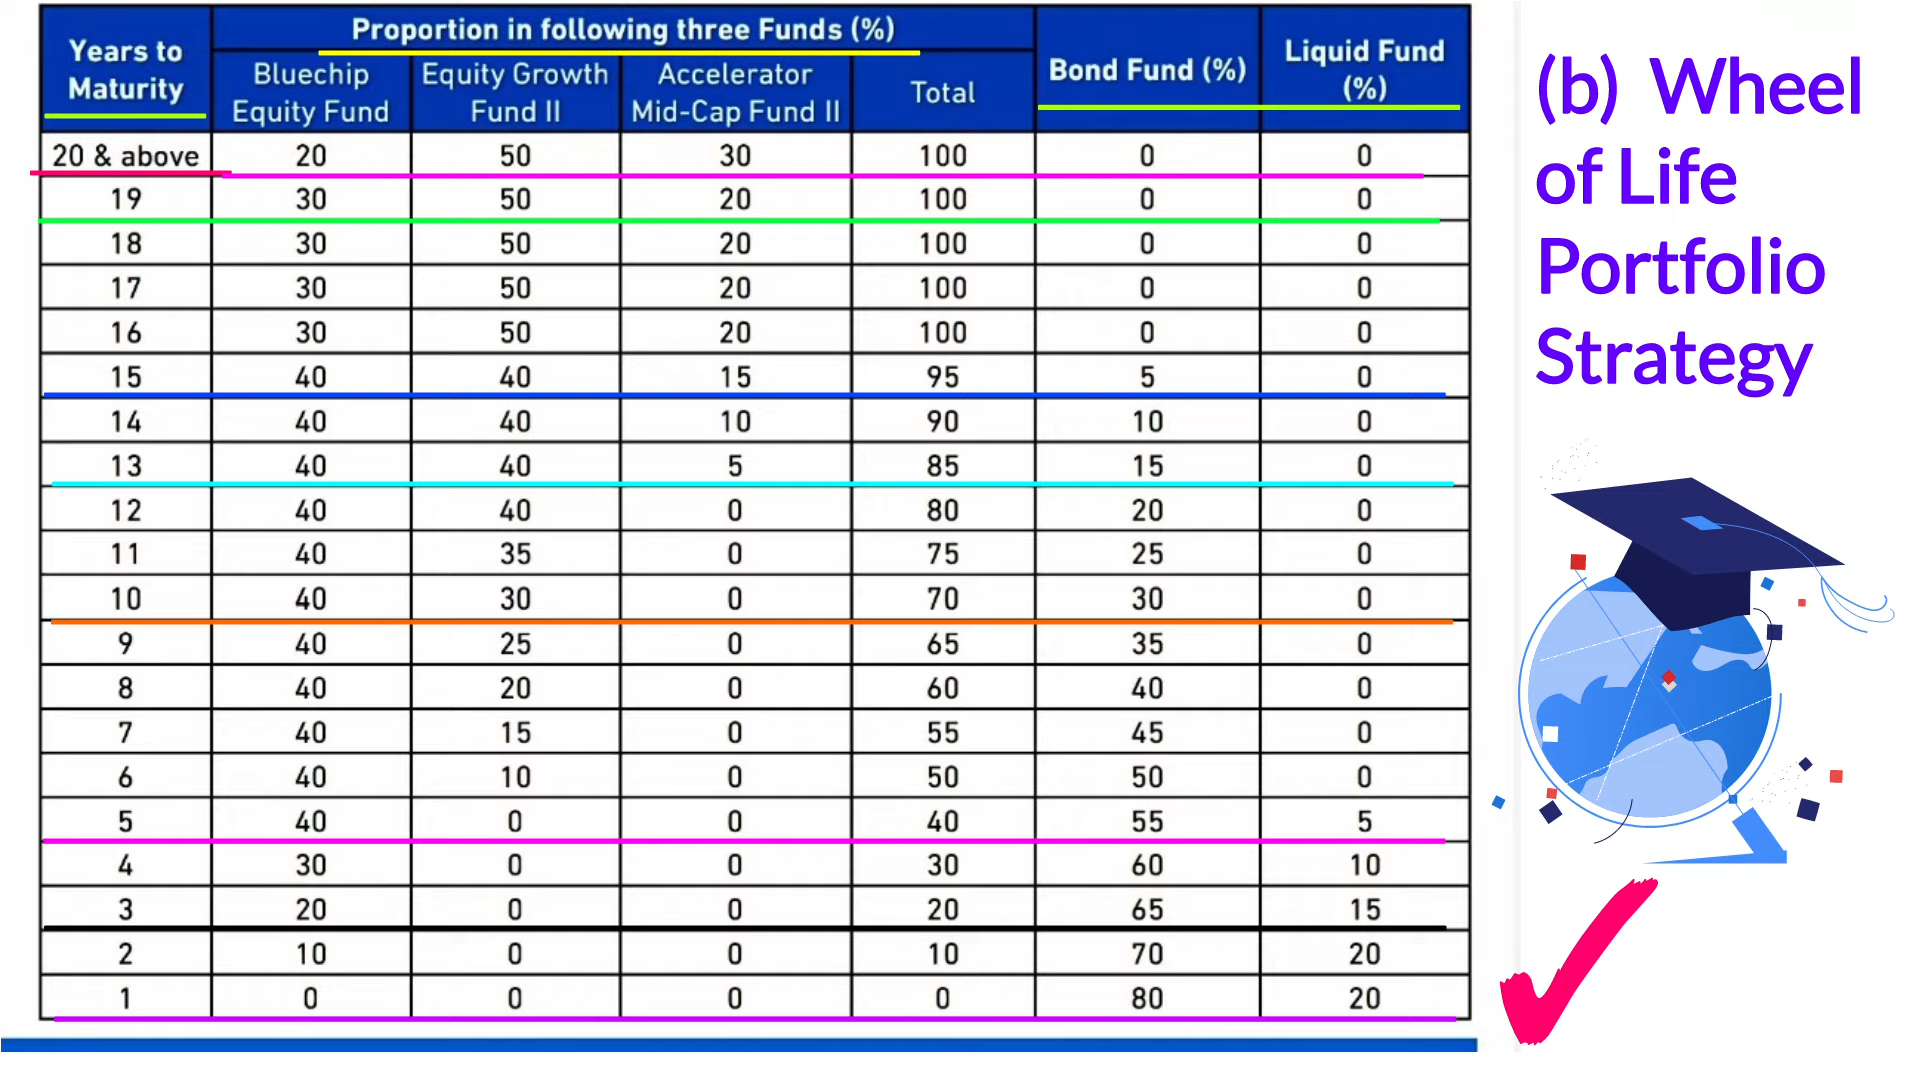 Proportion in following three Funds (%)
Years to Maturity Bluechip Equity Fund Equity Growth Fund II Accelerator Mid-Cap Fund II Total Bond Fund (%) Liquid Fund (%)
20 & above 20 50 30 100 0 0
19 30 50 20 100 0 0
18 30 50 20 100 0 0
17 30 50 20 100 0 0
16 30 50 20 100 0 0
15 40 40 15 95 5 0
14 40 40 10 90 10 0
13 40 40 5 85 15 0
12 40 40 0 80 20 0
11 40 35 0 75 25 0
10 40 30 0 70 30 0
9 40 25 0 65 35 0
8 40 20 0 60 40 0
7 40 15 0 55 45 0
6 40 10 0 50 50 0
5 40 0 0 40 55 5
4 30 0 0 30 60 10
3 20 0 0 20 65 15
2 10 0 0 10 70 20
1 0 0 0 0 80 20
(b) Wheel
of Life
Portfolio
Strategy